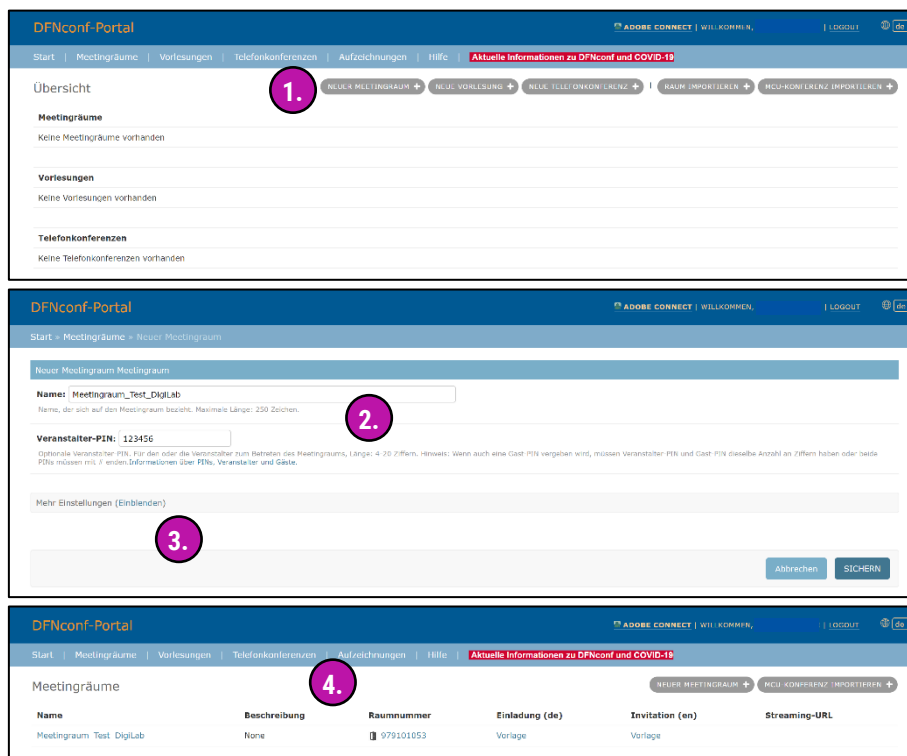 DFNconf-Portal
ADOBE CONNECT | WILLKOMMEN, | LOGOUT de
Start | Meetingräume | Vorlesungen | Telefonkonferenzen | Aufzeichnungen | Hilfe | Aktuelle Informationen zu DFNconf und COVID-19
Übersicht
1.
NEUER MEETINGRAUM + NEUE VORLESUNG + NEUE TELEFONKONFERENZ + | RAUM IMPORTIEREN + MCU-KONFERENZ IMPORTIEREN +
Meetingräume
Keine Meetingräume vorhanden
Vorlesungen
Keine Vorlesungen vorhanden
Telefonkonferenzen
Keine Telefonkonferenzen vorhanden
DFNconf-Portal
ADOBE CONNECT | WILLKOMMEN, | LOGOUT de
Start » Meetingräume » Neuer Meetingraum
Neuer Meetingraum Meetingraum
Name: Meetingraum_Test_DigiLab
Name, der sich auf den Meetingraum bezieht. Maximale Länge: 250 Zeichen.
2.
Veranstalter-PIN: 123456
Optionale Veranstalter PIN. Für den oder die Veranstalter zum Betreten des Meetingraums, Länge: 4-20 Ziffern. Hinweis: Wenn auch eine Gast PIN vergeben wird, müssen Veranstalter PIN und Gast PIN dieselbe Anzahl an Ziffern haben oder beide
PINs müssen mit # enden.Informationen über PINs, Veranstalter und Gäste.
Mehr Einstellungen (Einblenden)
3.
Abbrechen SICHERN
DFNconf-Portal
ADOBE CONNECT | WILLKOMMEN, | LOGOUT de
Start | Meetingräume | Vorlesungen | Telefonkonferenzen | Aufzeichnungen | Hilfe | Aktuelle Informationen zu DFNconf und COVID-19
Meetingräume
4.
NEUER MEETINGRAUM + MCU-KONFERENZ IMPORTIEREN +
Name Beschreibung Raumnummer Einladung (de) Invitation (en) Streaming-URL
Meetingraum_Test_DigiLab None 979101053 Vorlage Vorlage